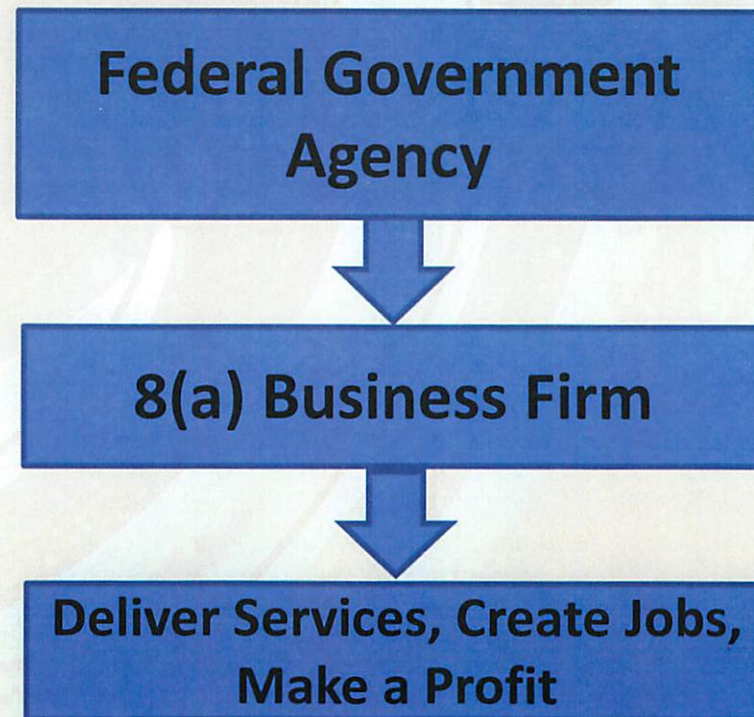 Federal Government
Agency
8(a) Business Firm
Deliver Services, Create Jobs,
Make a Profit